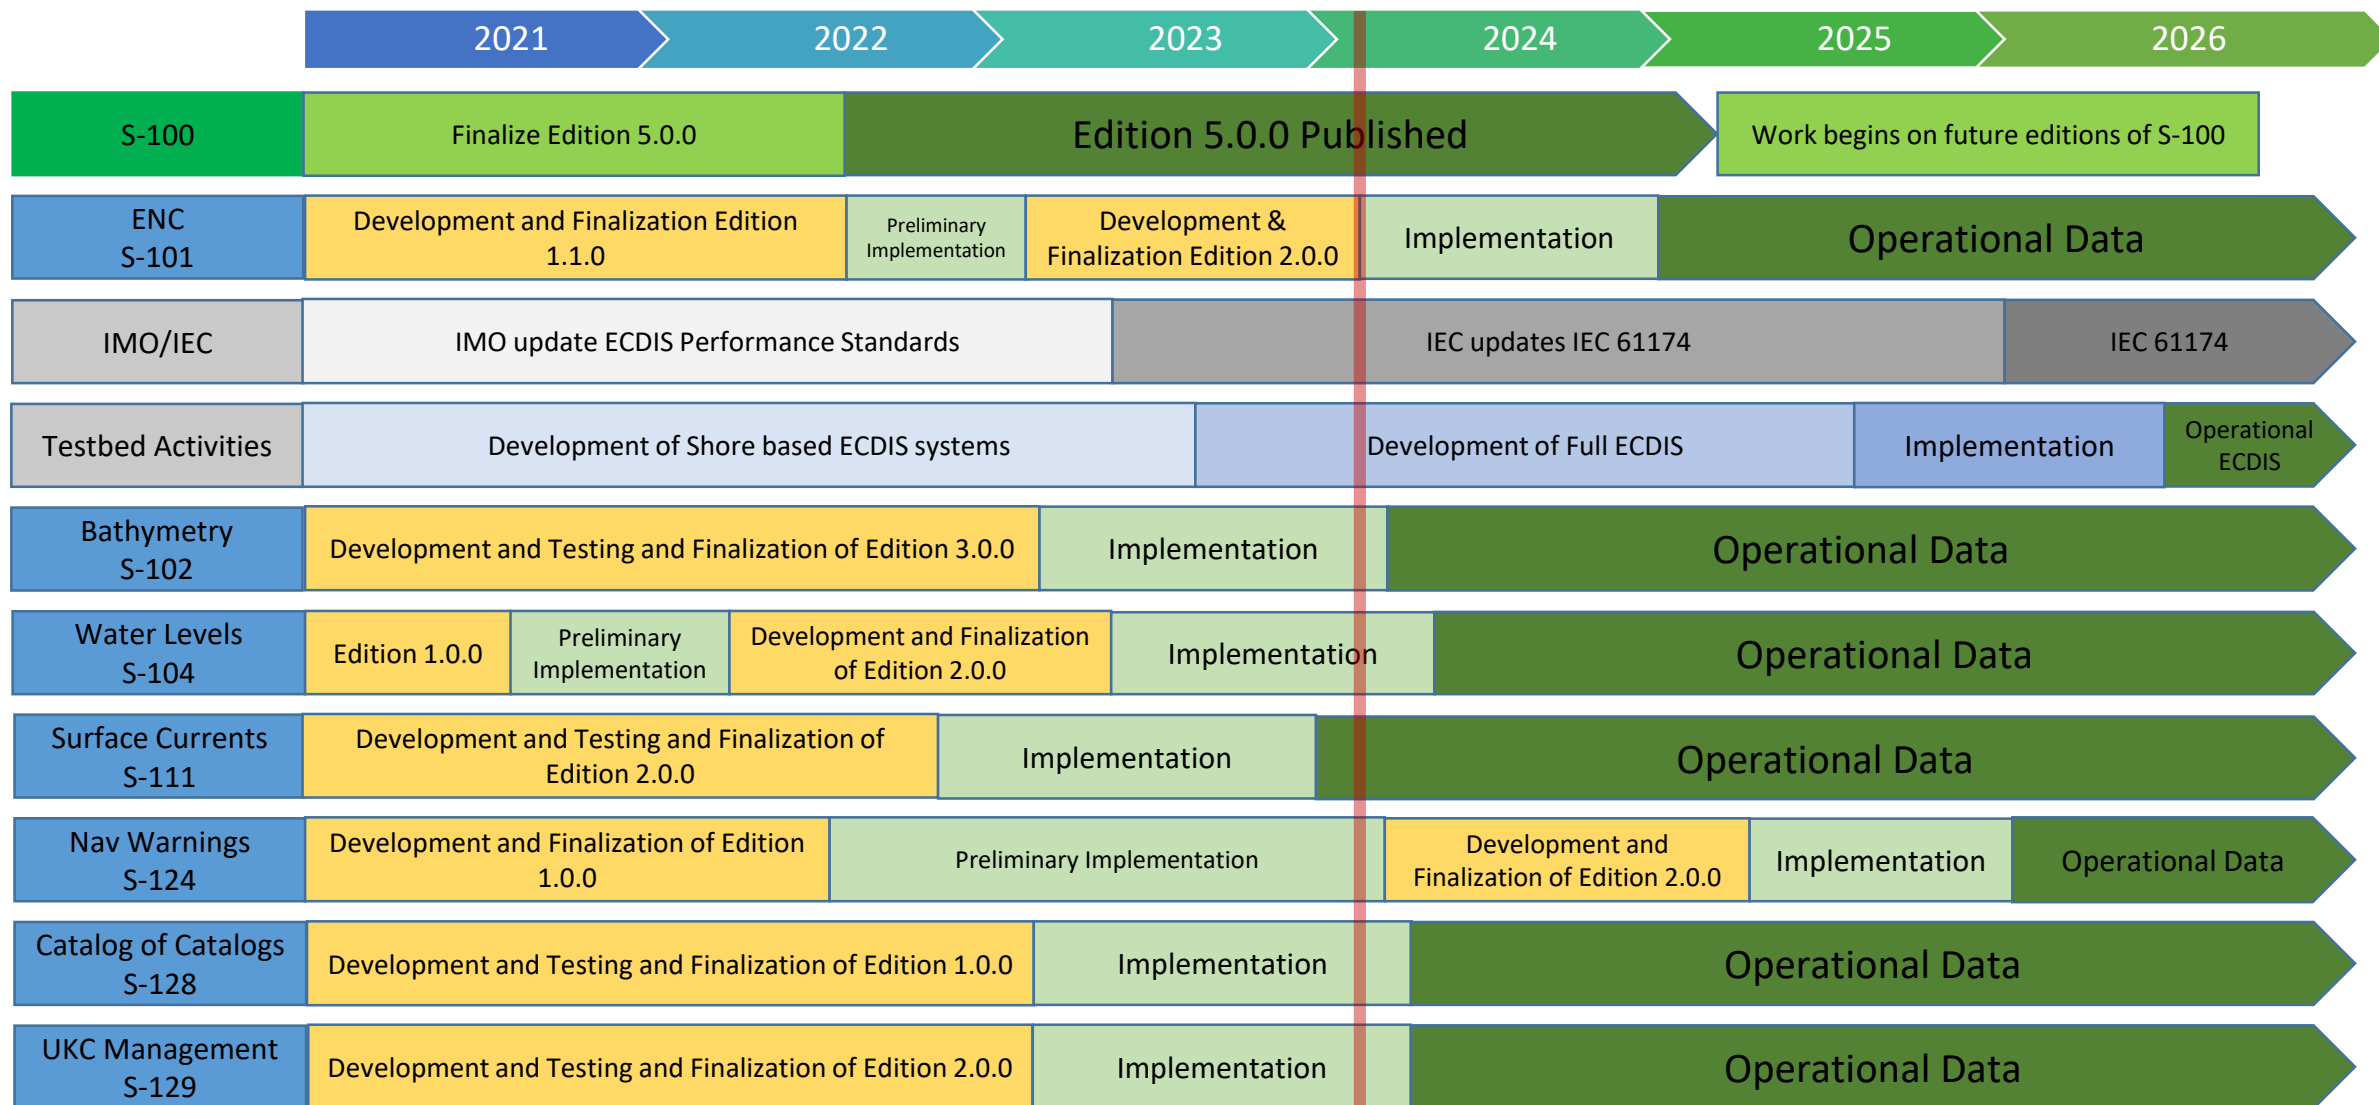 2021
2022
2023
2024
2025
2026
S-100
Finalize Edition 5.0.0
Edition 5.0.0 Published
Work begins on future editions of S-100
ENC
S-101
Development and Finalization Edition
1.1.0
Preliminary
Implementation
Development &
Finalization Edition 2.0.0
Implementation
Operational Data
IMO/IEC
IMO update ECDIS Performance Standards
IEC updates IEC 61174
IEC 61174
Testbed Activities
Development of Shore based ECDIS systems
Development of Full ECDIS
Implementation
Operational
ECDIS
Bathymetry
S-102
Development and Testing and Finalization of Edition 3.0.0
Implementation
Operational Data
Water Levels
S-104
Edition 1.0.0
Preliminary
Implementation
Development and Finalization
of Edition 2.0.0
Implementation
Operational Data
Surface Currents
S-111
Development and Testing and Finalization of
Edition 2.0.0
Implementation
Operational Data
Nav Warnings
S-124
Development and Finalization of Edition
1.0.0
Preliminary Implementation
Development and
Finalization of Edition 2.0.0
Implementation
Operational Data
Catalog of Catalogs
S-128
Development and Testing and Finalization of Edition 1.0.0
Implementation
Operational Data
UKC Management
S-129
Development and Testing and Finalization of Edition 2.0.0
Implementation
Operational Data